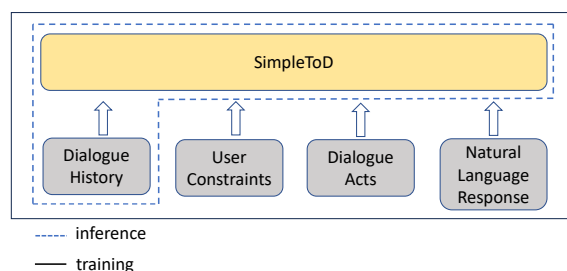 SimpleToD
Dialogue
History
User
Constraints
Dialogue
Acts
Natural
Language
Response
inference
training